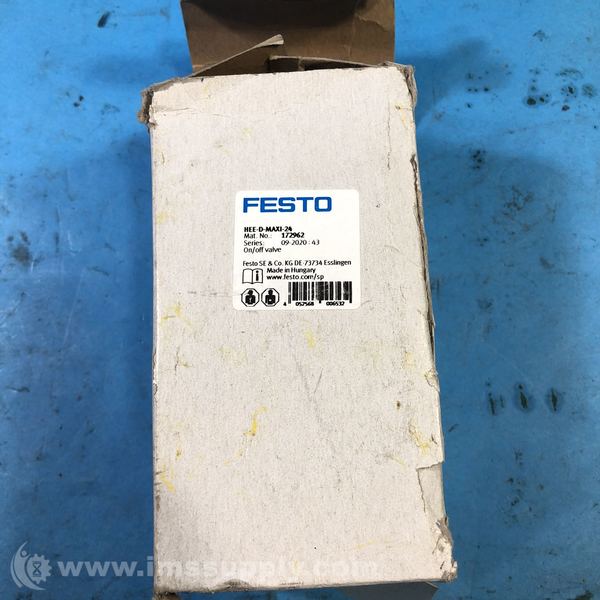 FESTO
HEE-D-MAXI-24
Mat. No.: 172962
Series: 09-2020 : 43
On/off valve
Festo SE & Co. KG DE-73734 Esslingen
Made in Hungary
www.festo.com/sp
4 052568 006532
www.imssupply.com